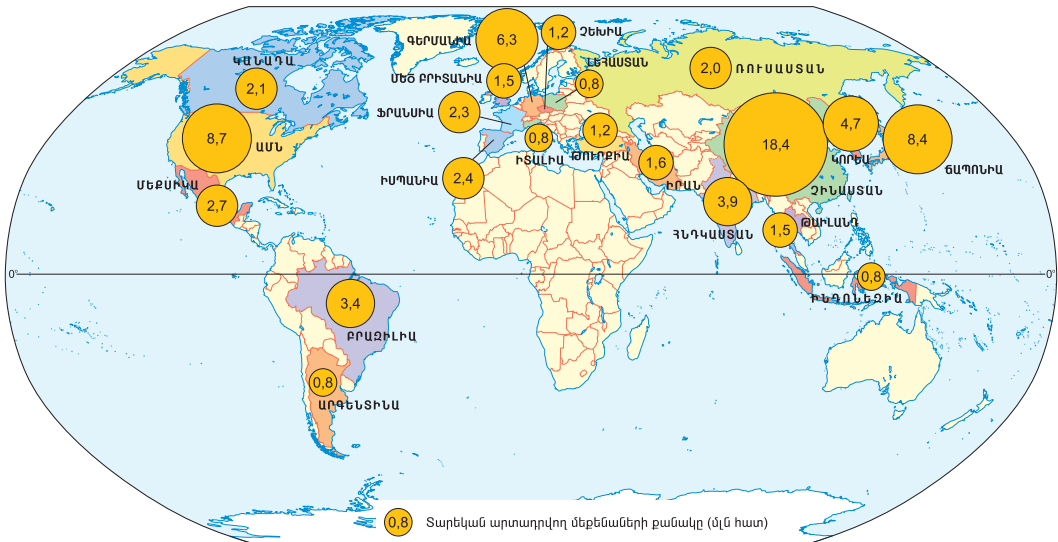 ԳԵՐՄԱՆԻԱ
6,3
1,2
ՉԵԽԻԱ
ԿԱՆԱԴԱ
2,1
ՄԵԾ ԲՐԻՏԱՆԻԱ
1,5
ԼԵՀԱՍՏԱՆ
0,8
2,0
ՌՈՒՍԱՍՏԱՆ
ՖՐԱՆՍԻԱ
2,3
8,7
ԱՄՆ
0,8
ԻՏԱԼԻԱ
1,2
ԹՈՒՐՔԻԱ
18,4
4,7
ԿՈՐԵԱ
8,4
ՃԱՊՈՆԻԱ
ԻՍՊԱՆԻԱ
2,4
1,6
ԻՐԱՆ
ՉԻՆԱՍՏԱՆ
ՄԵՔՍԻՆԱ
2,7
3,9
ՀՆԴԿԱՍՏԱՆ
1,5
ԹԱԻԼԱՆԴ
0°
0°
0,8
ԻՆԴՈՆԵԶԻԱ
3,4
ԲՐԱԶԻԼԻԱ
0,8
ԱՐԳԵՆՏԻՆԱ
0,8 Տարեկան արտադրվող մեքենաների քանակը (մլն հատ)